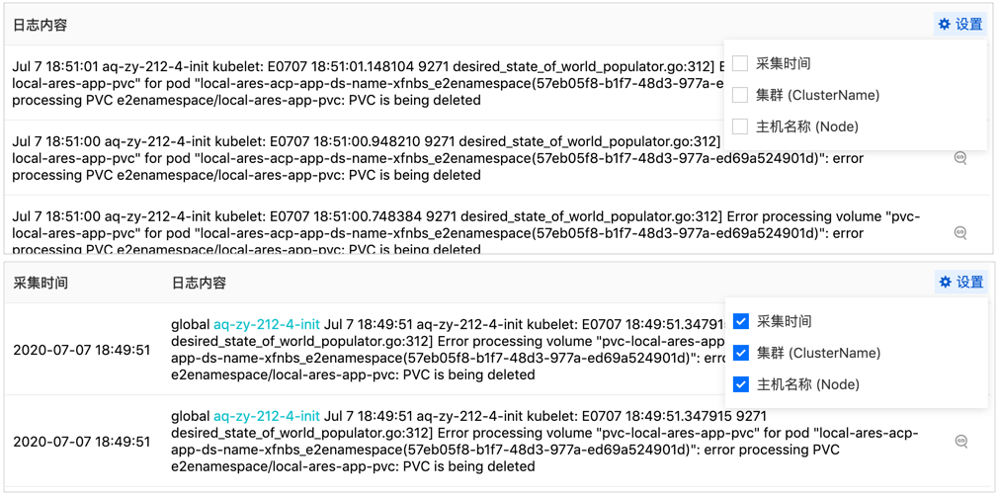 日志内容
设置
采集时间
集群 (ClusterName)
主机名称 (Node)
Jul 7 18:51:01 aq-zy-212-4-init kubelet: E0707 18:51:01.148104 9271 desired_state_of_world_populator.go:312] E
local-ares-app-pvc" for pod "local-ares-acp-app-ds-name-xfnbs_e2enamespace(57eb05f8-b1f7-48d3-977a-e
processing PVC e2enamespace/local-ares-app-pvc: PVC is being deleted
Jul 7 18:51:00 aq-zy-212-4-init kubelet: E0707 18:51:00.948210 9271 desired_state_of_world_populator.go:312]
local-ares-app-pvc" for pod "local-ares-acp-app-ds-name-xfnbs_e2enamespace(57eb05f8-b1f7-48d3-977a-ed69a524901d)": error
processing PVC e2enamespace/local-ares-app-pvc: PVC is being deleted
Jul 7 18:51:00 aq-zy-212-4-init kubelet: E0707 18:51:00.748384 9271 desired_state_of_world_populator.go:312] Error processing volume "pvc-
local-ares-app-pvc" for pod "local-ares-acp-app-ds-name-xfnbs_e2enamespace(57eb05f8-b1f7-48d3-977a-ed69a524901d)": error
processing PVC e2enamespace/local-ares-app-pvc: PVC is being deleted
采集时间
日志内容
设置
采集时间
集群 (ClusterName)
主机名称 (Node)
2020-07-07 18:49:51
global aq-zy-212-4-init Jul 7 18:49:51 aq-zy-212-4-init kubelet: E0707 18:49:51.347915
desired_state_of_world_populator.go:312] Error processing volume "pvc-local-ares-app
app-ds-name-xfnbs_e2enamespace(57eb05f8-b1f7-48d3-977a-ed69a524901d)": erro
e2enamespace/local-ares-app-pvc: PVC is being deleted
2020-07-07 18:49:51
global aq-zy-212-4-init Jul 7 18:49:51 aq-zy-212-4-init kubelet: E0707 18:49:51.347915 9271
desired_state_of_world_populator.go:312] Error processing volume "pvc-local-ares-app-pvc" for pod "local-ares-acp-
app-ds-name-xfnbs_e2enamespace(57eb05f8-b1f7-48d3-977a-ed69a524901d)": error processing PVC
e2enamespace/local-ares-app-pvc: PVC is being deleted